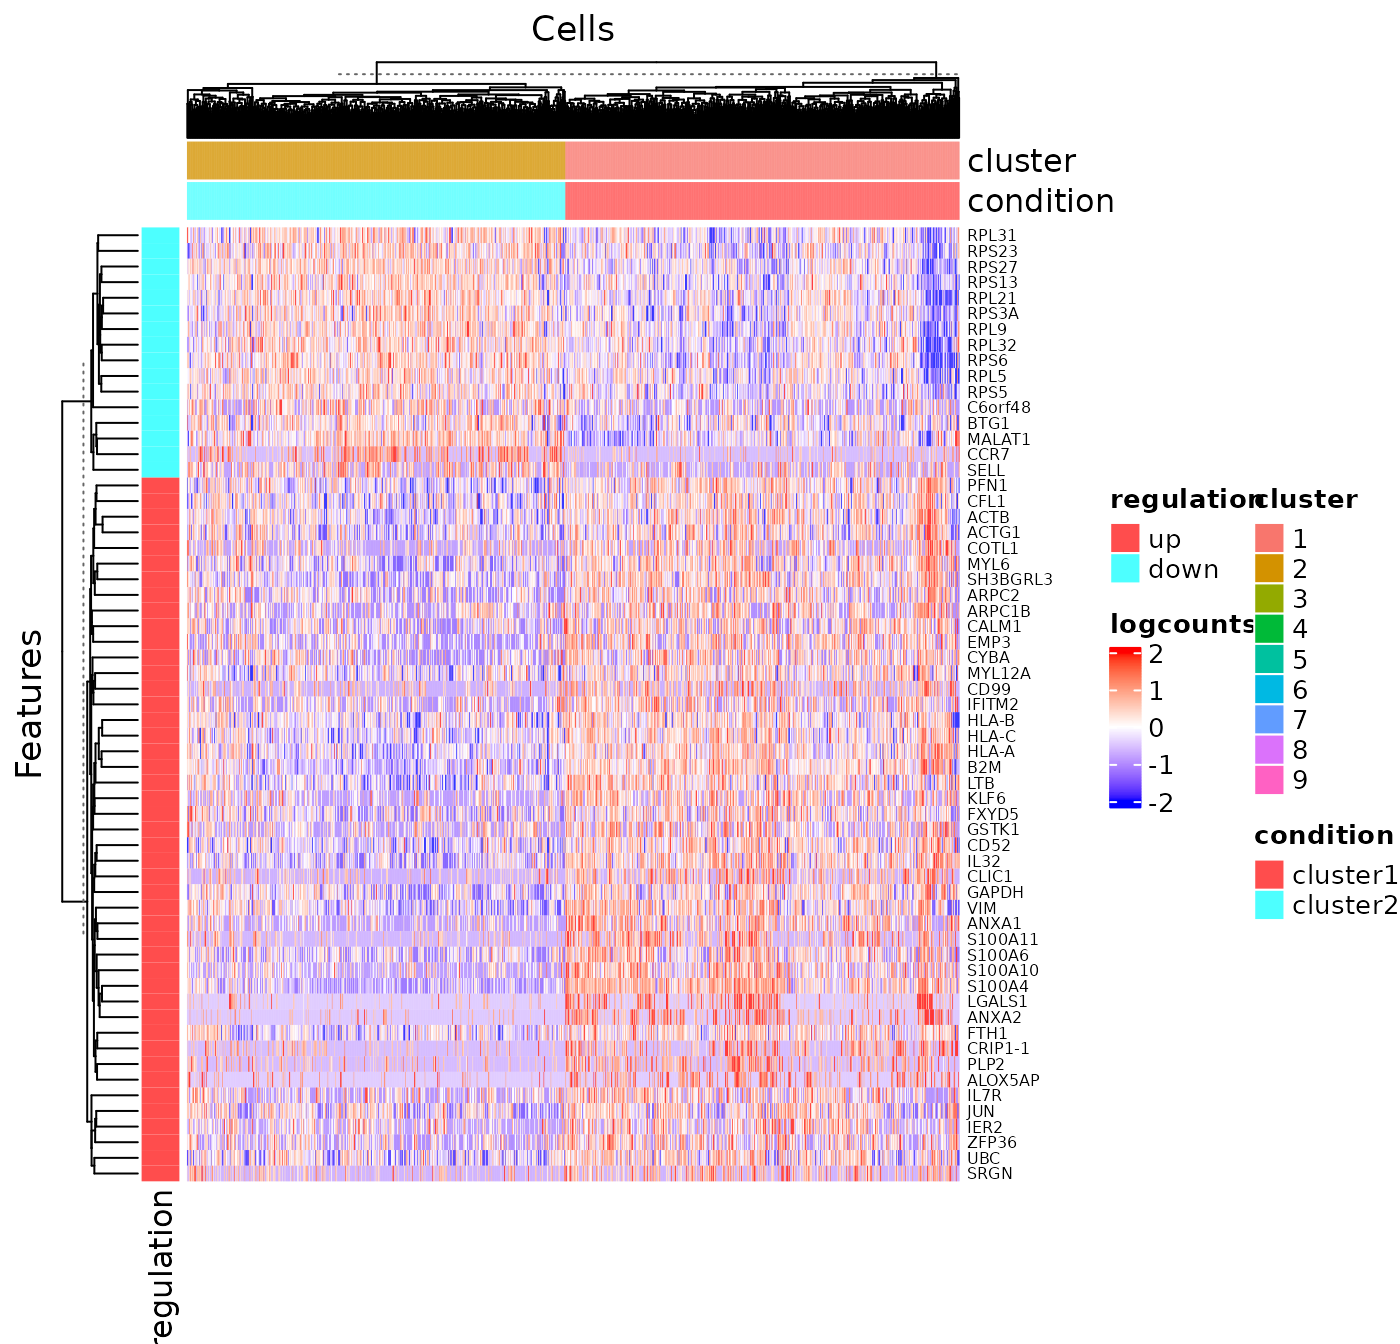 Cells
cluster
condition
RPL31
RPS23
RPS27
RPS13
RPL21
RPS3A
RPL9
RPL32
RPS6
RPL5
RPS5
C6orf48
BTG1
MALAT1
CCR7
SELL
PFN1
CFL1
ACTB
ACTG1
COTL1
MYL6
SH3BGRL3
ARPC2
ARPC1B
CALM1
EMP3
CYBA
MYL12A
CD99
IFITM2
HLA-B
HLA-C
HLA-A
B2M
LTB
KLF6
FXYD5
GSTK1
CD52
IL32
CLIC1
GAPDH
VIM
ANXA1
S100A11
S100A6
S100A10
S100A4
LGALS1
ANXA2
FTH1
CRIP1-1
PLP2
ALOX5AP
IL7R
JUN
IER2
ZFP36
UBC
SRGN
Features
regulation
regulation
up
down
logcounts
2
1
0
-1
-2
cluster
1
2
3
4
5
6
7
8
9
condition
cluster1
cluster2